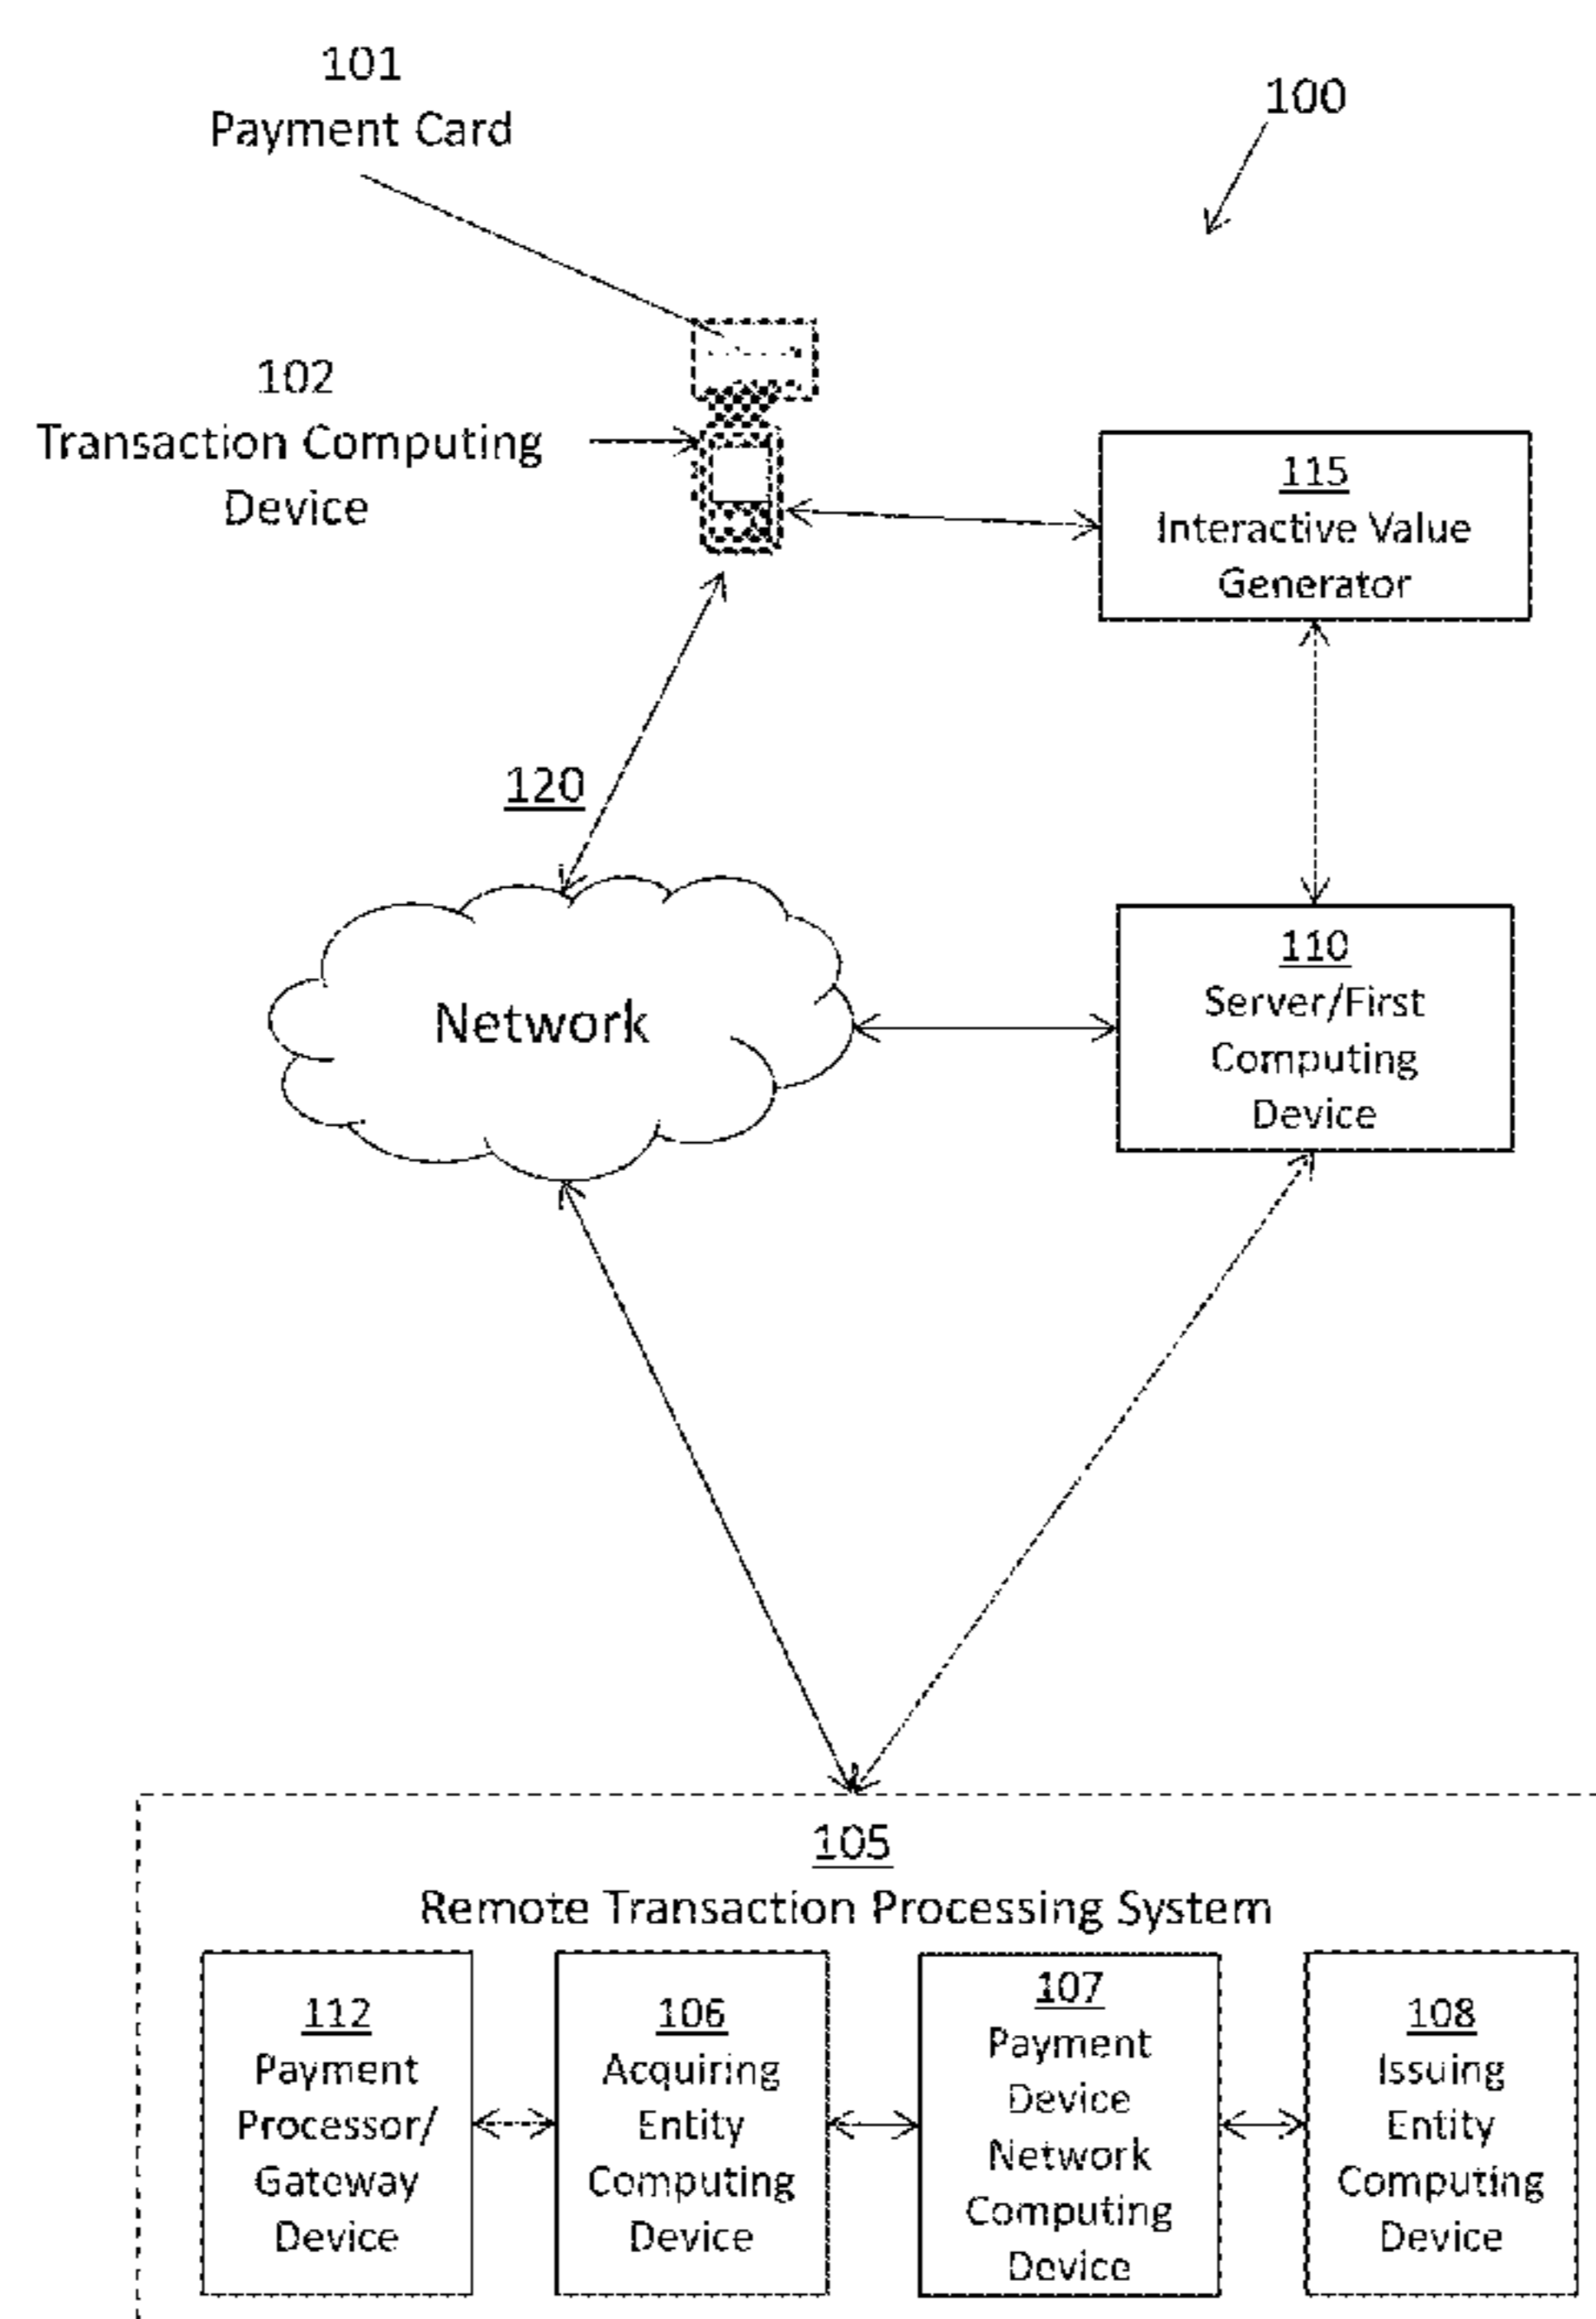 101
Payment Card
100
102
Transaction Computing
Device
115
Interactive Value
Generator
120
Network
110
Server/First
Computing
Device
105
Remote Transaction Processing System
112
Payment
Processor/
Gateway
Device
106
Acquiring
Entity
Computing
Device
107
Payment
Device
Network
Computing
Device
108
Issuing
Entity
Computing
Device